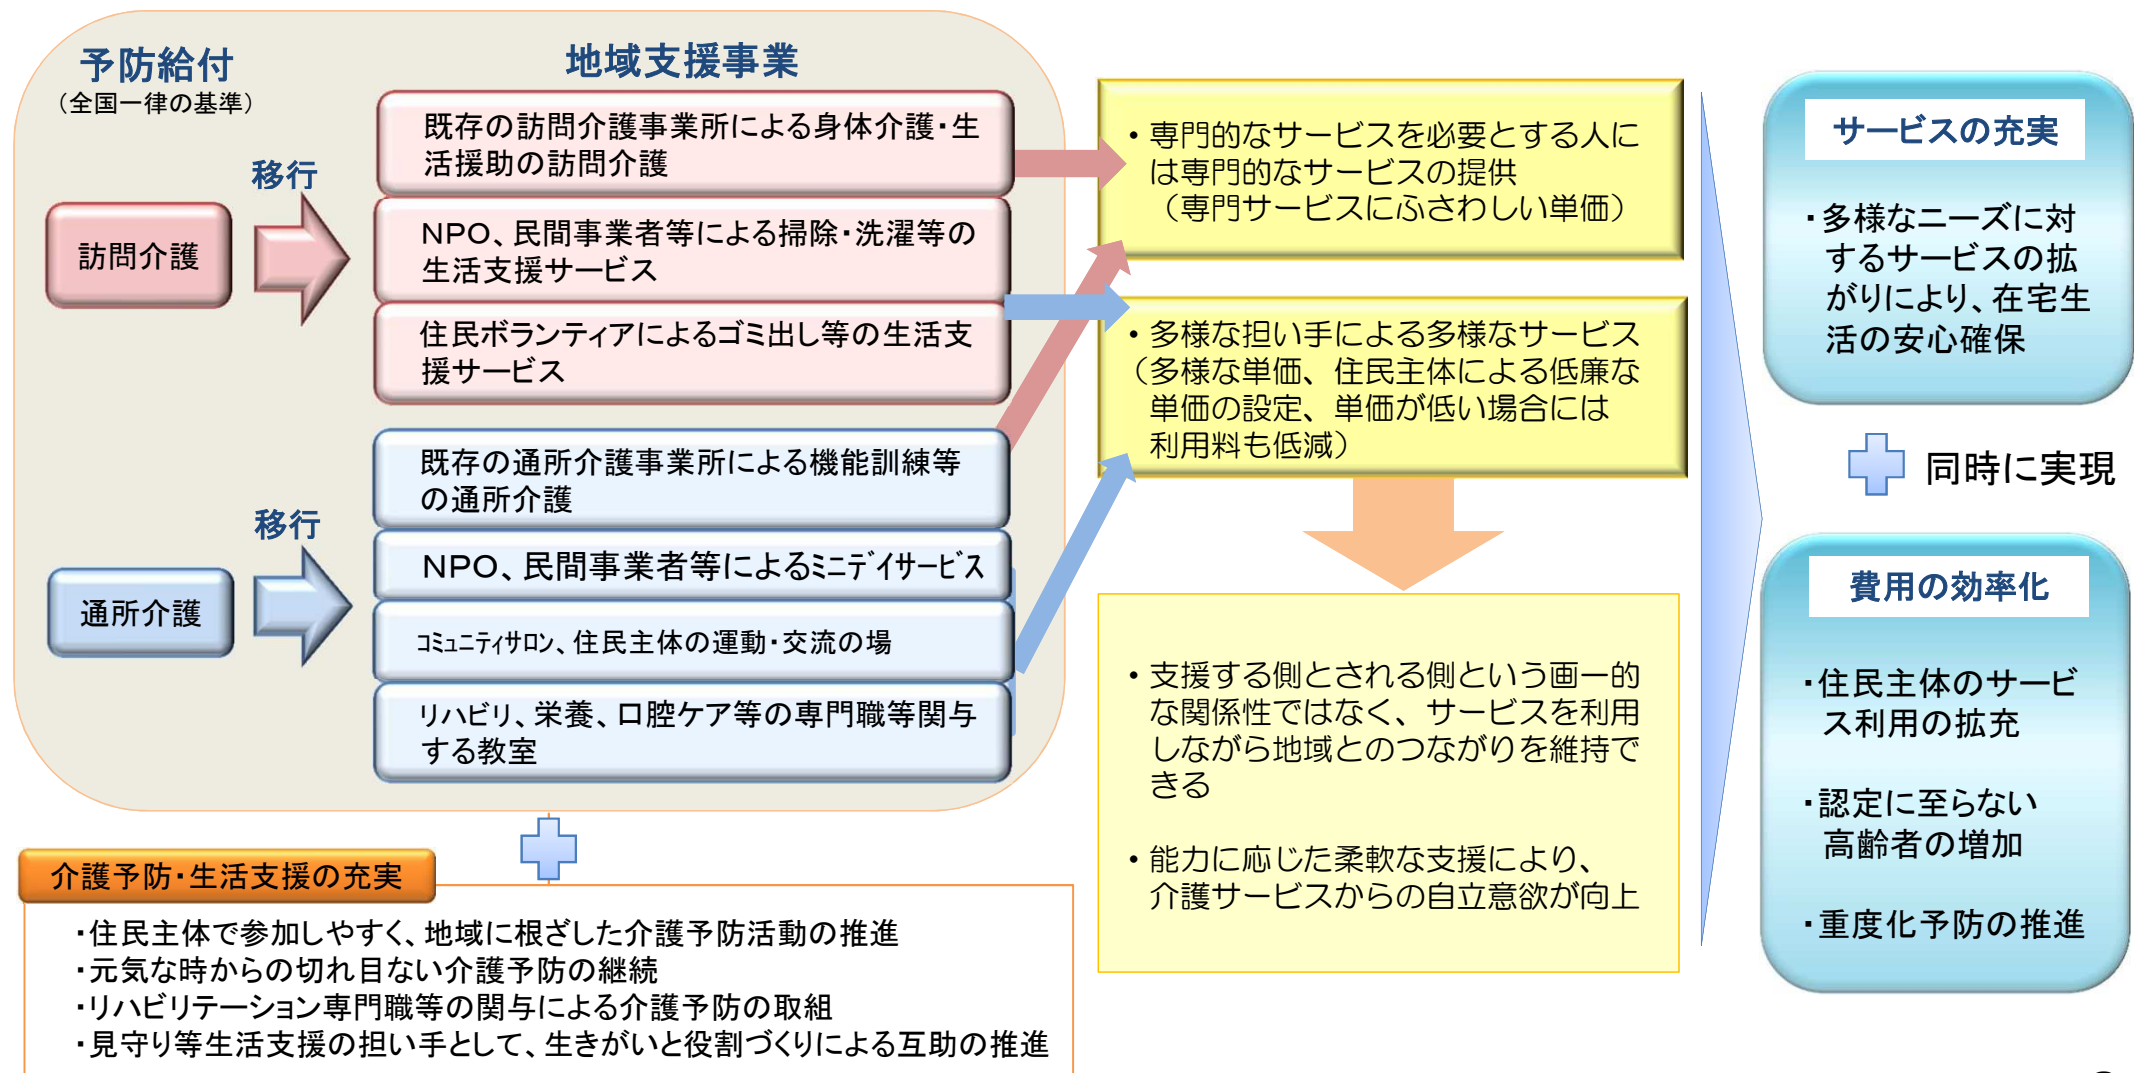 予防給付
（全国一律の基準）
地域支援事業
移行
訪問介護
既存の訪問介護事業所による身体介護・生
活援助の訪問介護
NPO、民間事業者等による掃除・洗濯等の
生活支援サービス
住民ボランティアによるゴミ出し等の生活支
援サービス
移行
通所介護
既存の通所介護事業所による機能訓練等
の通所介護
NPO、民間事業者等によるﾐﾆﾃﾞｲｻｰﾋﾞｽ
ｺﾐｭﾆﾃｨｻﾛﾝ、住民主体の運動・交流の場
リハビリ、栄養、口腔ケア等の専門職等関与
する教室
介護予防・生活支援の充実
・住民主体で参加しやすく、地域に根ざした介護予防活動の推進
・元気な時からの切れ目ない介護予防の継続
・リハビリテーション専門職等の関与による介護予防の取組
・見守り等生活支援の担い手として、生きがいと役割づくりによる互助の推進
・専門的なサービスを必要とする人に
は専門的なサービスの提供
（専門サービスにふさわしい単価）
・多様な担い手による多様なサービス
（多様な単価、住民主体による低廉な
単価の設定、単価が低い場合には
利用料も低減）
・支援する側とされる側という画一的
な関係性ではなく、サービスを利用
しながら地域とのつながりを維持で
きる
・能力に応じた柔軟な支援により、
介護サービスからの自立意欲が向上
サービスの充実
・多様なニーズに対
するサービスの拡
がりにより、在宅生
活の安心確保
同時に実現
費用の効率化
・住民主体のサービ
ス利用の拡充
・認定に至らない
高齢者の増加
・重度化予防の推進